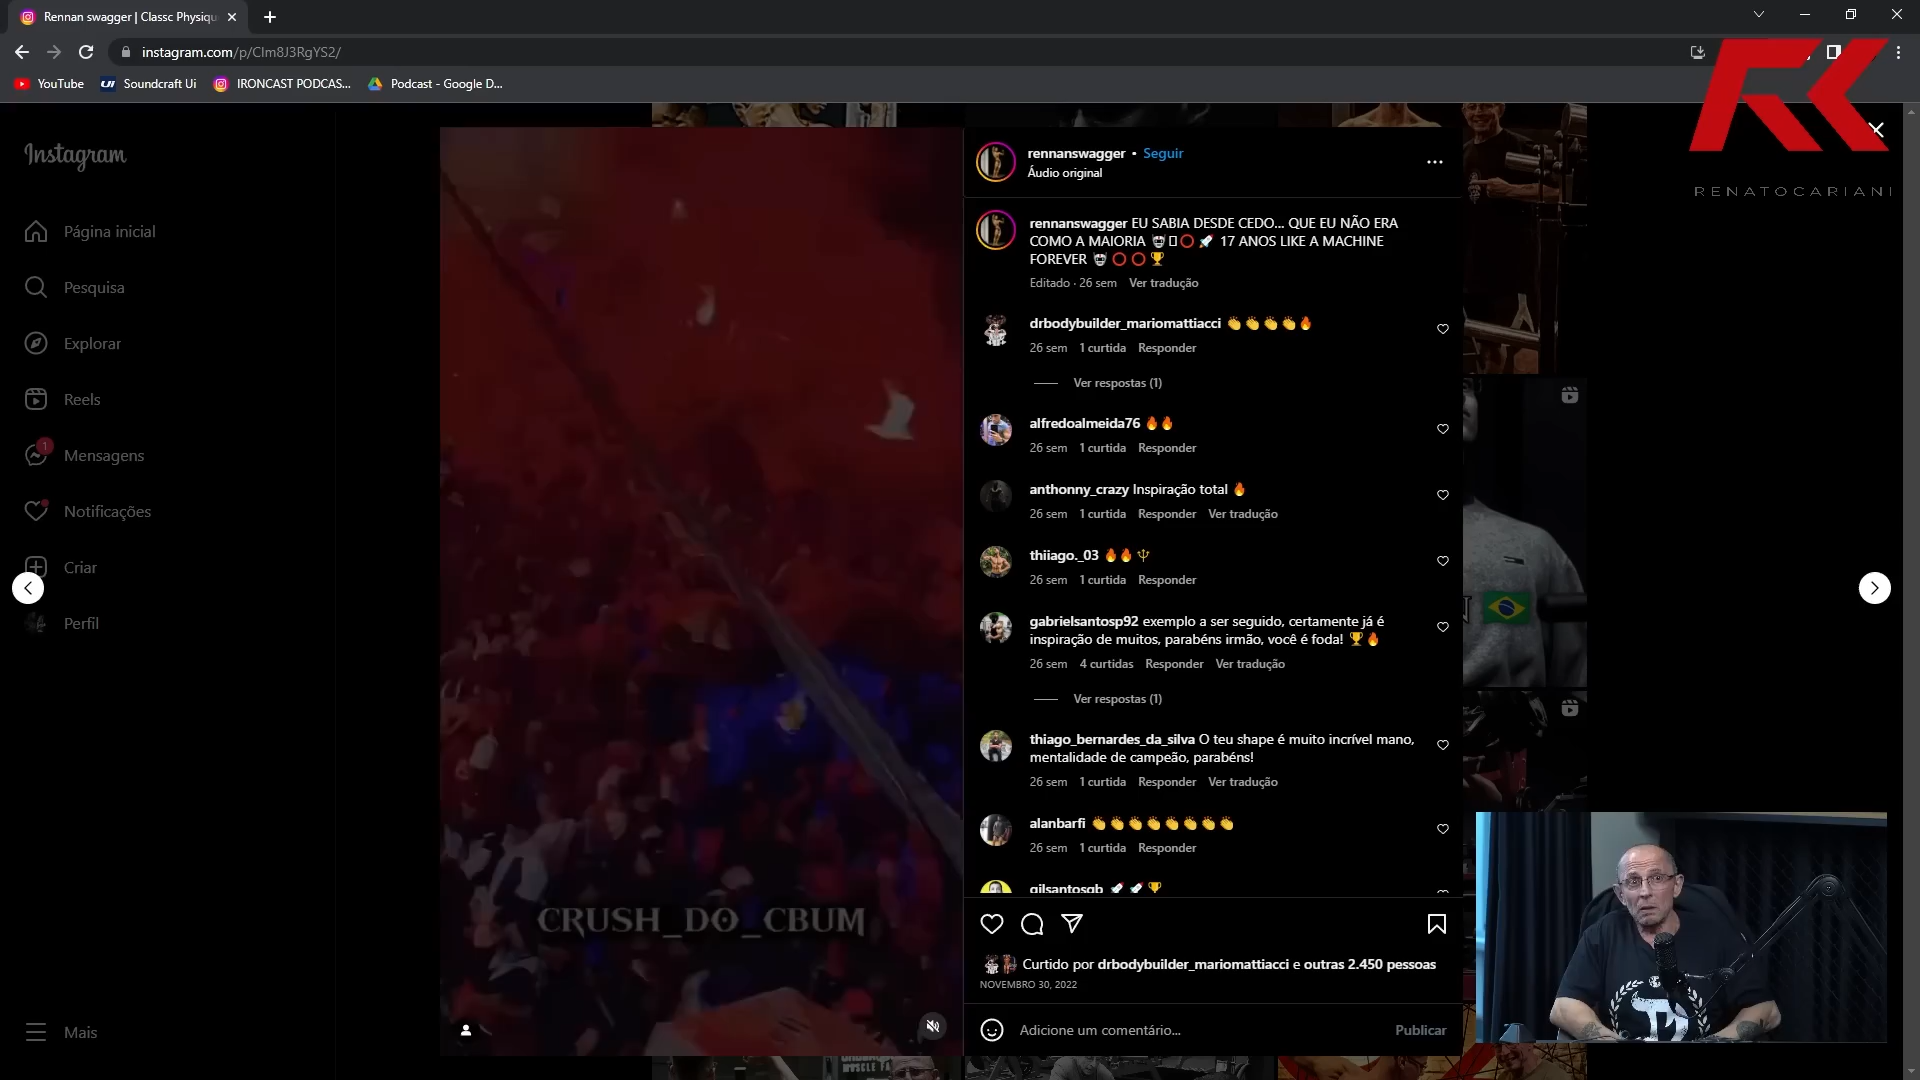 Rennan swagger | Classc Physiqu
instagram.com/p/Clm8J3RgYS2/
YouTube
Soundcraft Ui
IRONCAST PODCAS...
Podcast - Google D...
RENATOCARIANI
Instagram
Página inicial
Pesquisa
Explorar
Reels
1
Mensagens
Notificações
Criar
Perfil
Mais
CRUSH_DO_CBUM
rennanswagger • Seguir
Áudio original
rennanswagger EU SABIA DESDE CEDO... QUE EU NÃO ERA
COMO A MAIORIA 17 ANOS LIKE A MACHINE
FOREVER
Editado · 26 sem Ver tradução
drbodybuilder_mariomattiacci 👏👏👏👏🔥
26 sem 1 curtida Responder
Ver respostas (1)
alfredoalmeida76 🔥🔥
26 sem 1 curtida Responder
anthonny_crazy Inspiração total 🔥
26 sem 1 curtida Responder Ver tradução
thiiago._03 🔥🔥🔱
26 sem 1 curtida Responder
gabrielsantosp92 exemplo a ser seguido, certamente já é
inspiração de muitos, parabéns irmão, você é foda! 🏆🔥
26 sem 4 curtidas Responder Ver tradução
Ver respostas (1)
thiago_bernardes_da_silva O teu shape é muito incrível mano,
mentalidade de campeão, parabéns!
26 sem 1 curtida Responder Ver tradução
alanbarfi 👏👏👏👏👏👏👏👏
26 sem 1 curtida Responder
gilsantosgb 🚀🚀🏆
Curtido por drbodybuilder_mariomattiacci e outras 2.450 pessoas
NOVEMBRO 30, 2022
Adicione um comentário...
Publicar